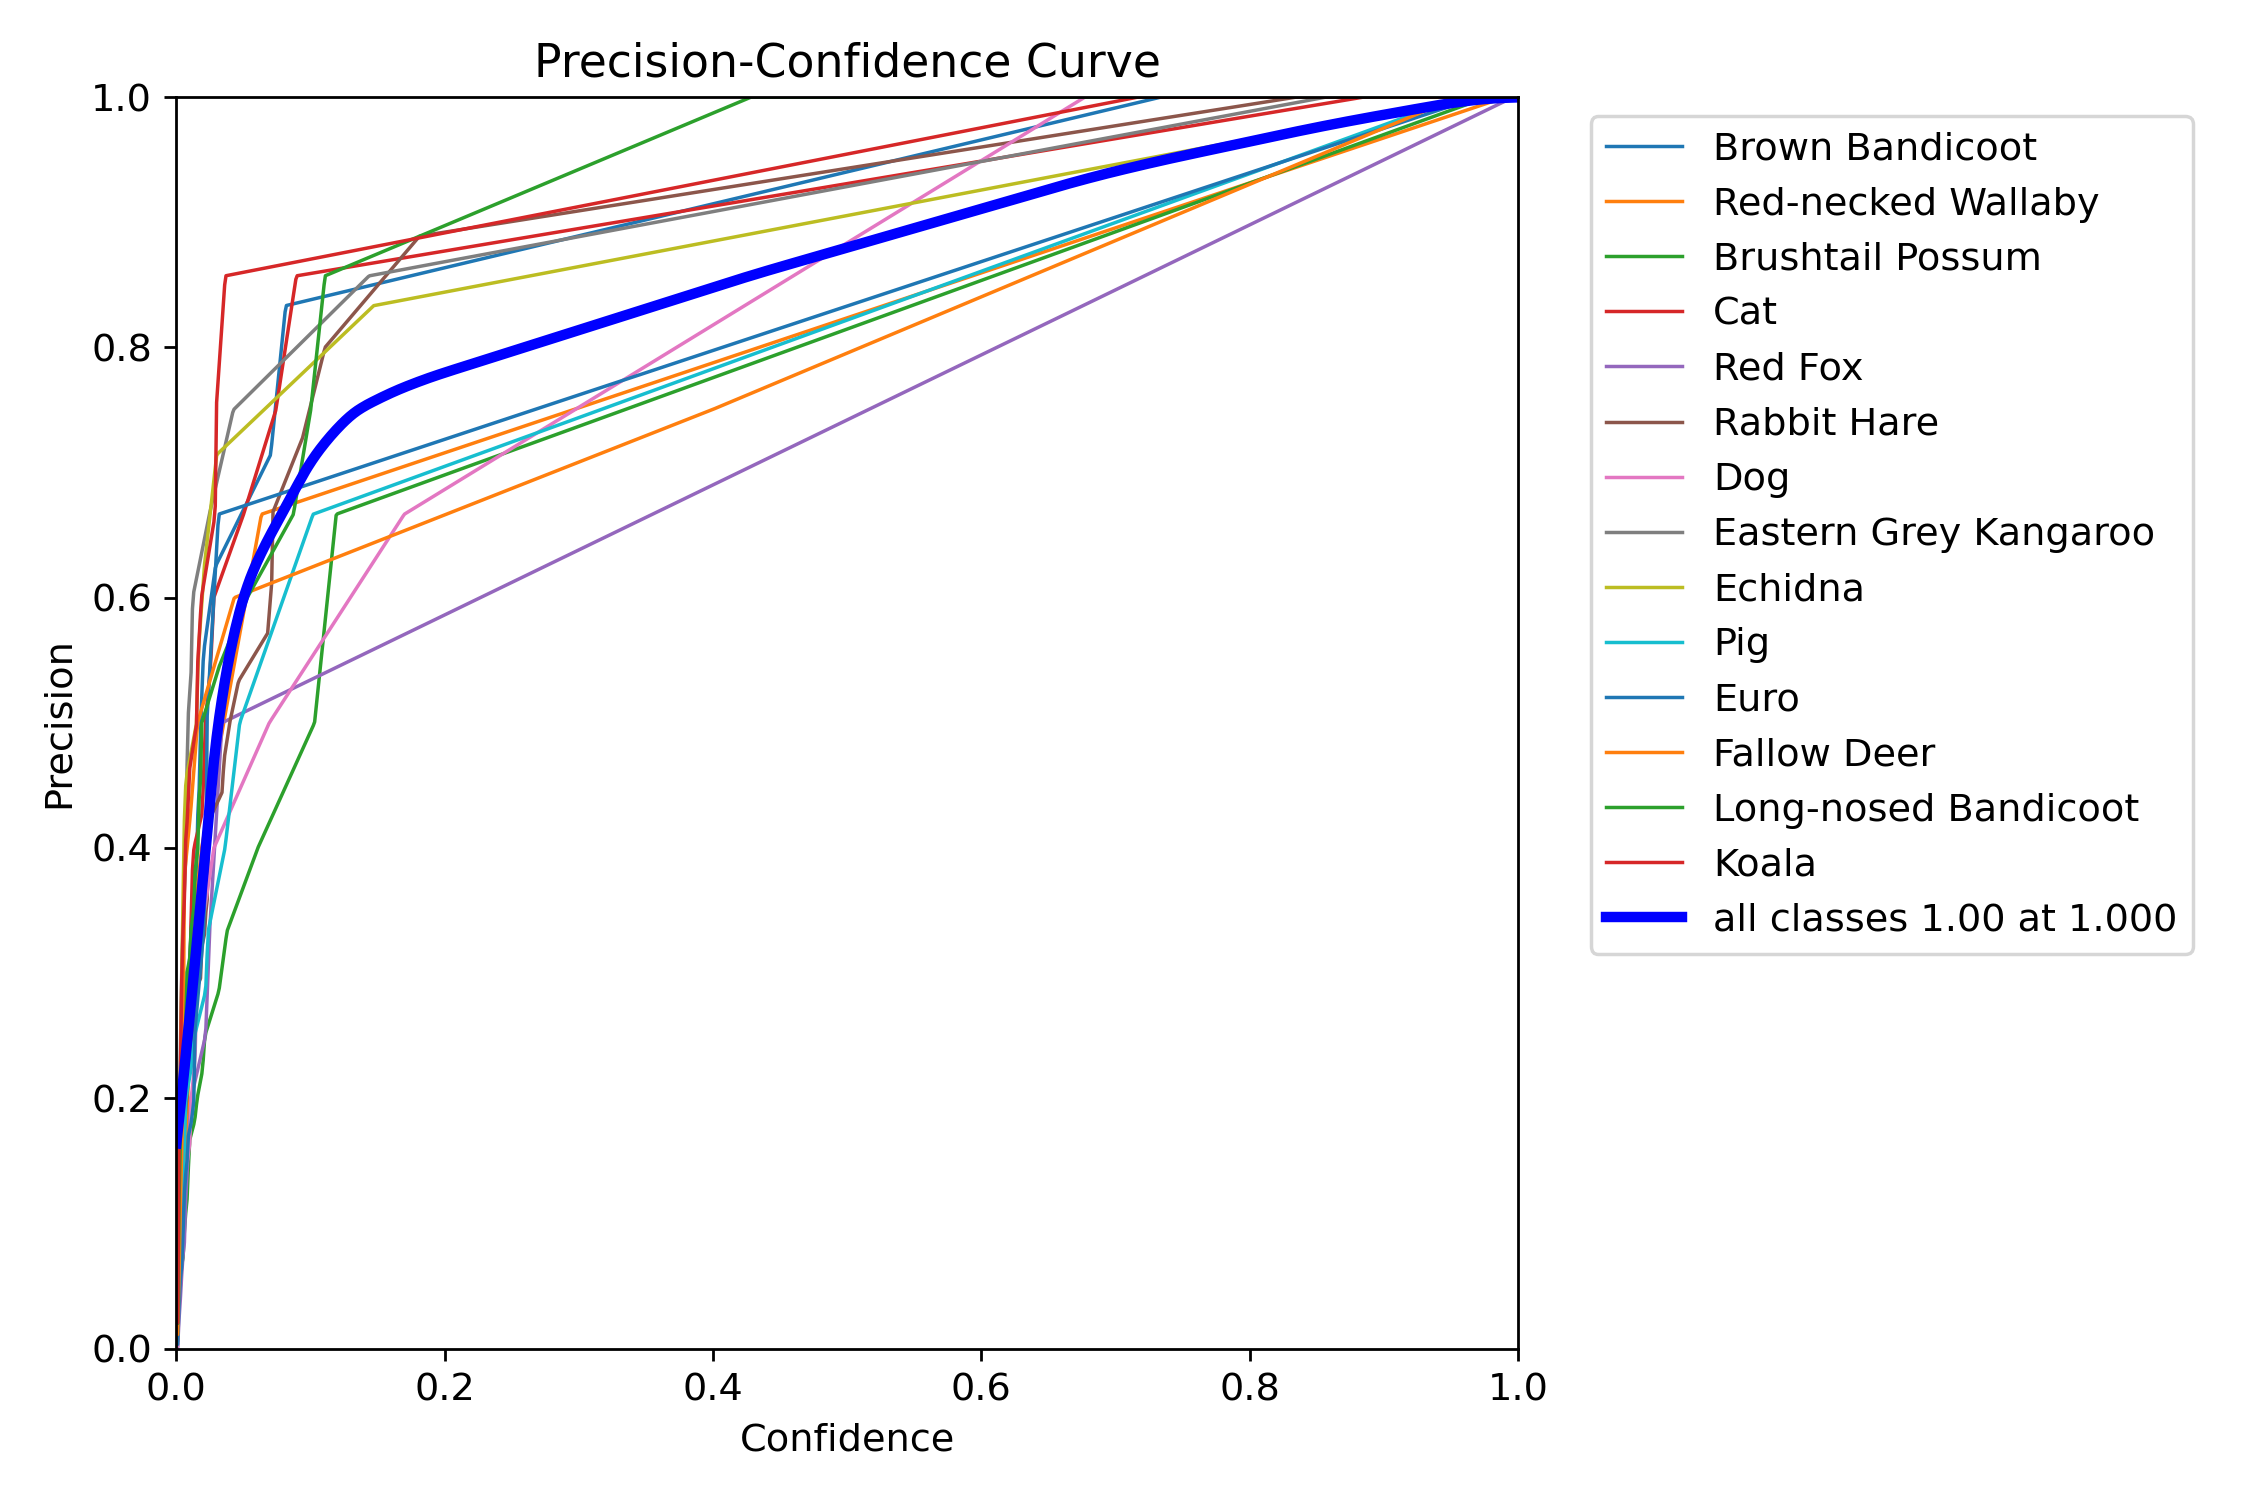 Precision-Confidence Curve
1.0
0.8
0.6
0.4
0.2
0.0
Precision
0.0 0.2 0.4 0.6 0.8 1.0
Confidence
Brown Bandicoot
Red-necked Wallaby
Brushtail Possum
Cat
Red Fox
Rabbit Hare
Dog
Eastern Grey Kangaroo
Echidna
Pig
Euro
Fallow Deer
Long-nosed Bandicoot
Koala
all classes 1.00 at 1.000